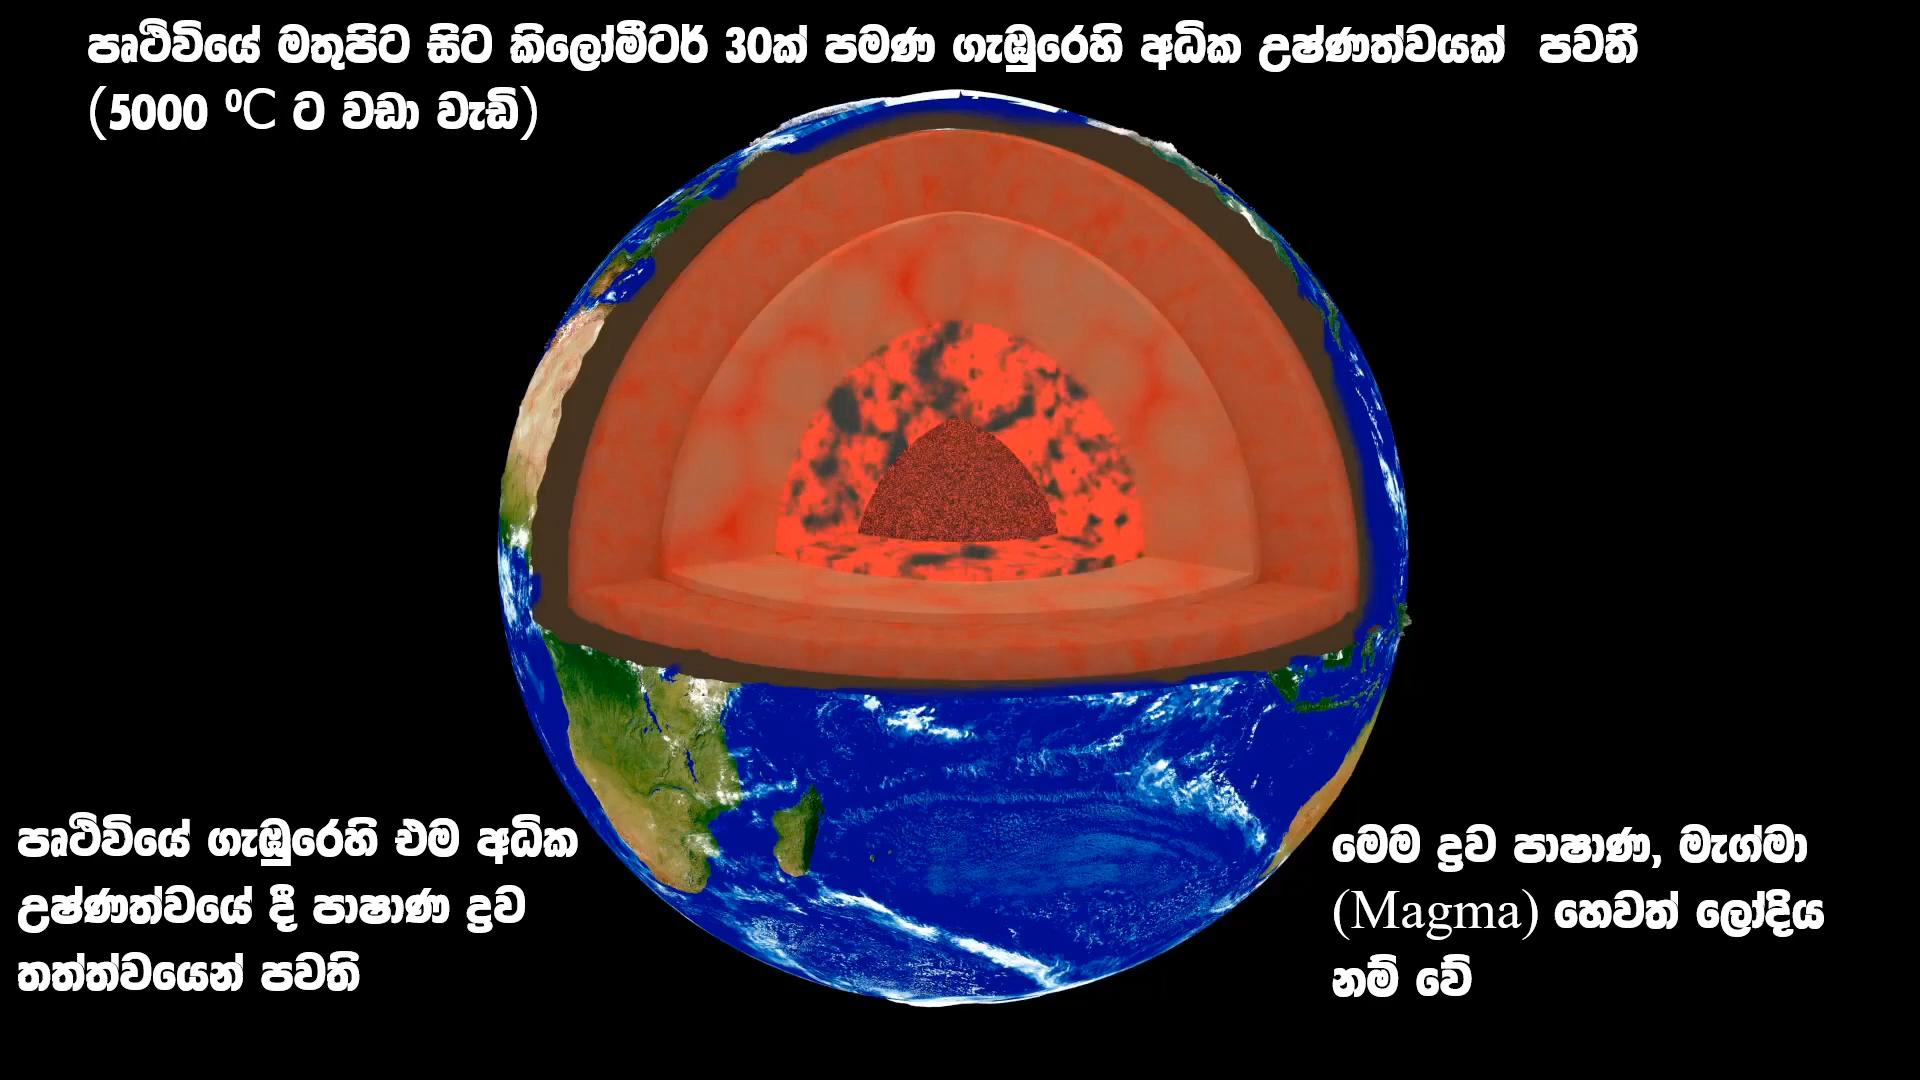 පෘථිවියේ මතුපිට සිට කිලෝමීටර් 30ක් පමණ ගැඹුරෙහි අධික උෂ්ණත්වයක් පවතී
(5000 ⁰C ට වඩා වැඩි)
පෘථිවියේ ගැඹුරෙහි එම අධික
උෂ්ණත්වයේ දී පාෂාණ ද්‍රව
තත්ත්වයෙන් පවතී
මෙම ද්‍රව පාෂාණ, මැග්මා
(Magma) හෙවත් ලෝදිය
නම් වේ